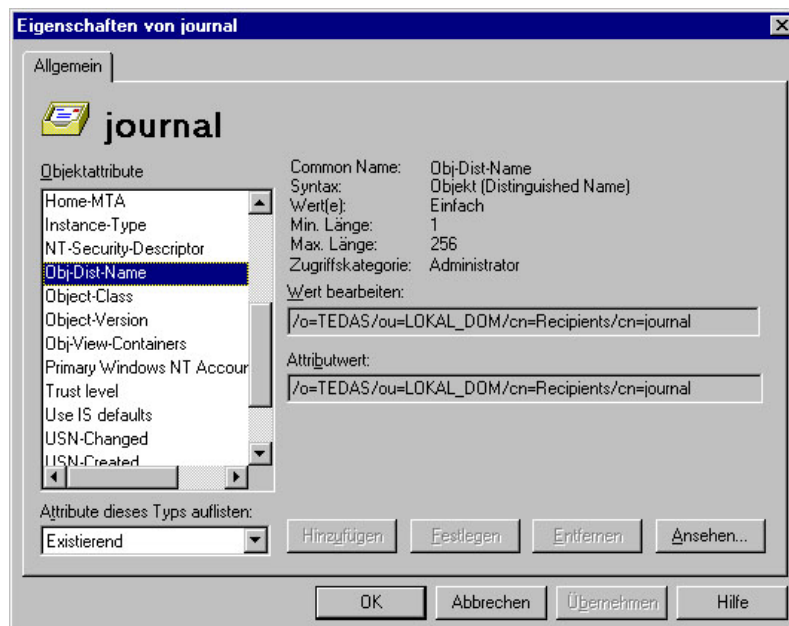 Eigenschaften von journal
Allgemein
journal
Objektattribute
Home-MTA
Instance-Type
NT-Security-Descriptor
Obj-Dist-Name
Object-Class
Object-Version
Obj-View-Containers
Primary Windows NT Accour
Trust level
Use IS defaults
USN-Changed
USN-Created
Attribute dieses Typs auflisten:
Existierend
Common Name: Obj-Dist-Name
Syntax: Objekt (Distinguished Name)
Wert(e): Einfach
Min. Länge: 1
Max. Länge: 256
Zugriffskategorie: Administrator
Wert bearbeiten:
/o=TEDAS/ou=LOKAL_DOM/cn=Recipients/cn=journal
Attributwert:
/o=TEDAS/ou=LOKAL_DOM/cn=Recipients/cn=journal
Hinzufügen Festlegen Entfernen Ansehen...
OK Abbrechen Übernehmen Hilfe